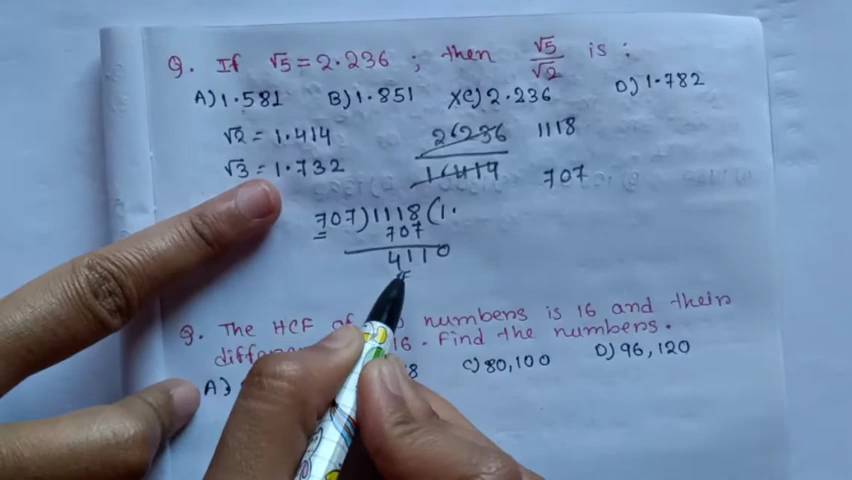 Q. If √5 = 2.236 ; then √5/√2 is :
A) 1.581 B) 1.851 XC) 2.236 D) 1.782
√2 = 1.414 2.236 1118
√3 = 1.732 1.414 707
707) 1118 (1.
707
4110
Q. The HCF of numbers is 16 and their
16. Find the numbers.
A) 8 C) 80,100 D) 96,120